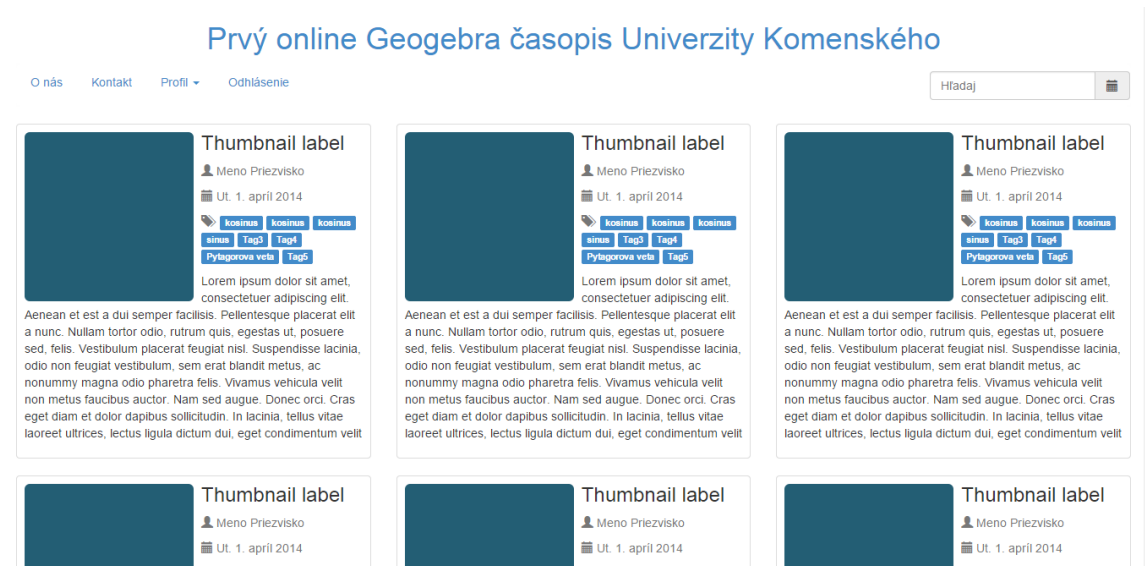 Prvý online Geogebra časopis Univerzity Komenského
O nás Kontakt Profil Odhlásenie Hľadaj
Thumbnail label
Meno Priezvisko
Ut. 1. apríl 2014
kosinus kosinus kosinus
sinus Tag3 Tag4
Pytagorova veta Tag5
Lorem ipsum dolor sit amet,
consectetuer adipiscing elit.
Aenean et est a dui semper facilisis. Pellentesque placerat elit
a nunc. Nullam tortor odio, rutrum quis, egestas ut, posuere
sed, felis. Vestibulum placerat feugiat nisl. Suspendisse lacinia,
odio non feugiat vestibulum, sem erat blandit metus, ac
nonummy magna odio pharetra felis. Vivamus vehicula velit
non metus faucibus auctor. Nam sed augue. Donec orci. Cras
eget diam et dolor dapibus sollicitudin. In lacinia, tellus vitae
laoreet ultrices, lectus ligula dictum dui, eget condimentum velit
Thumbnail label
Meno Priezvisko
Ut. 1. apríl 2014
kosinus kosinus kosinus
sinus Tag3 Tag4
Pytagorova veta Tag5
Lorem ipsum dolor sit amet,
consectetuer adipiscing elit.
Aenean et est a dui semper facilisis. Pellentesque placerat elit
a nunc. Nullam tortor odio, rutrum quis, egestas ut, posuere
sed, felis. Vestibulum placerat feugiat nisl. Suspendisse lacinia,
odio non feugiat vestibulum, sem erat blandit metus, ac
nonummy magna odio pharetra felis. Vivamus vehicula velit
non metus faucibus auctor. Nam sed augue. Donec orci. Cras
eget diam et dolor dapibus sollicitudin. In lacinia, tellus vitae
laoreet ultrices, lectus ligula dictum dui, eget condimentum velit
Thumbnail label
Meno Priezvisko
Ut. 1. apríl 2014
kosinus kosinus kosinus
sinus Tag3 Tag4
Pytagorova veta Tag5
Lorem ipsum dolor sit amet,
consectetuer adipiscing elit.
Aenean et est a dui semper facilisis. Pellentesque placerat elit
a nunc. Nullam tortor odio, rutrum quis, egestas ut, posuere
sed, felis. Vestibulum placerat feugiat nisl. Suspendisse lacinia,
odio non feugiat vestibulum, sem erat blandit metus, ac
nonummy magna odio pharetra felis. Vivamus vehicula velit
non metus faucibus auctor. Nam sed augue. Donec orci. Cras
eget diam et dolor dapibus sollicitudin. In lacinia, tellus vitae
laoreet ultrices, lectus ligula dictum dui, eget condimentum velit
Thumbnail label
Meno Priezvisko
Ut. 1. apríl 2014
Thumbnail label
Meno Priezvisko
Ut. 1. apríl 2014
Thumbnail label
Meno Priezvisko
Ut. 1. apríl 2014